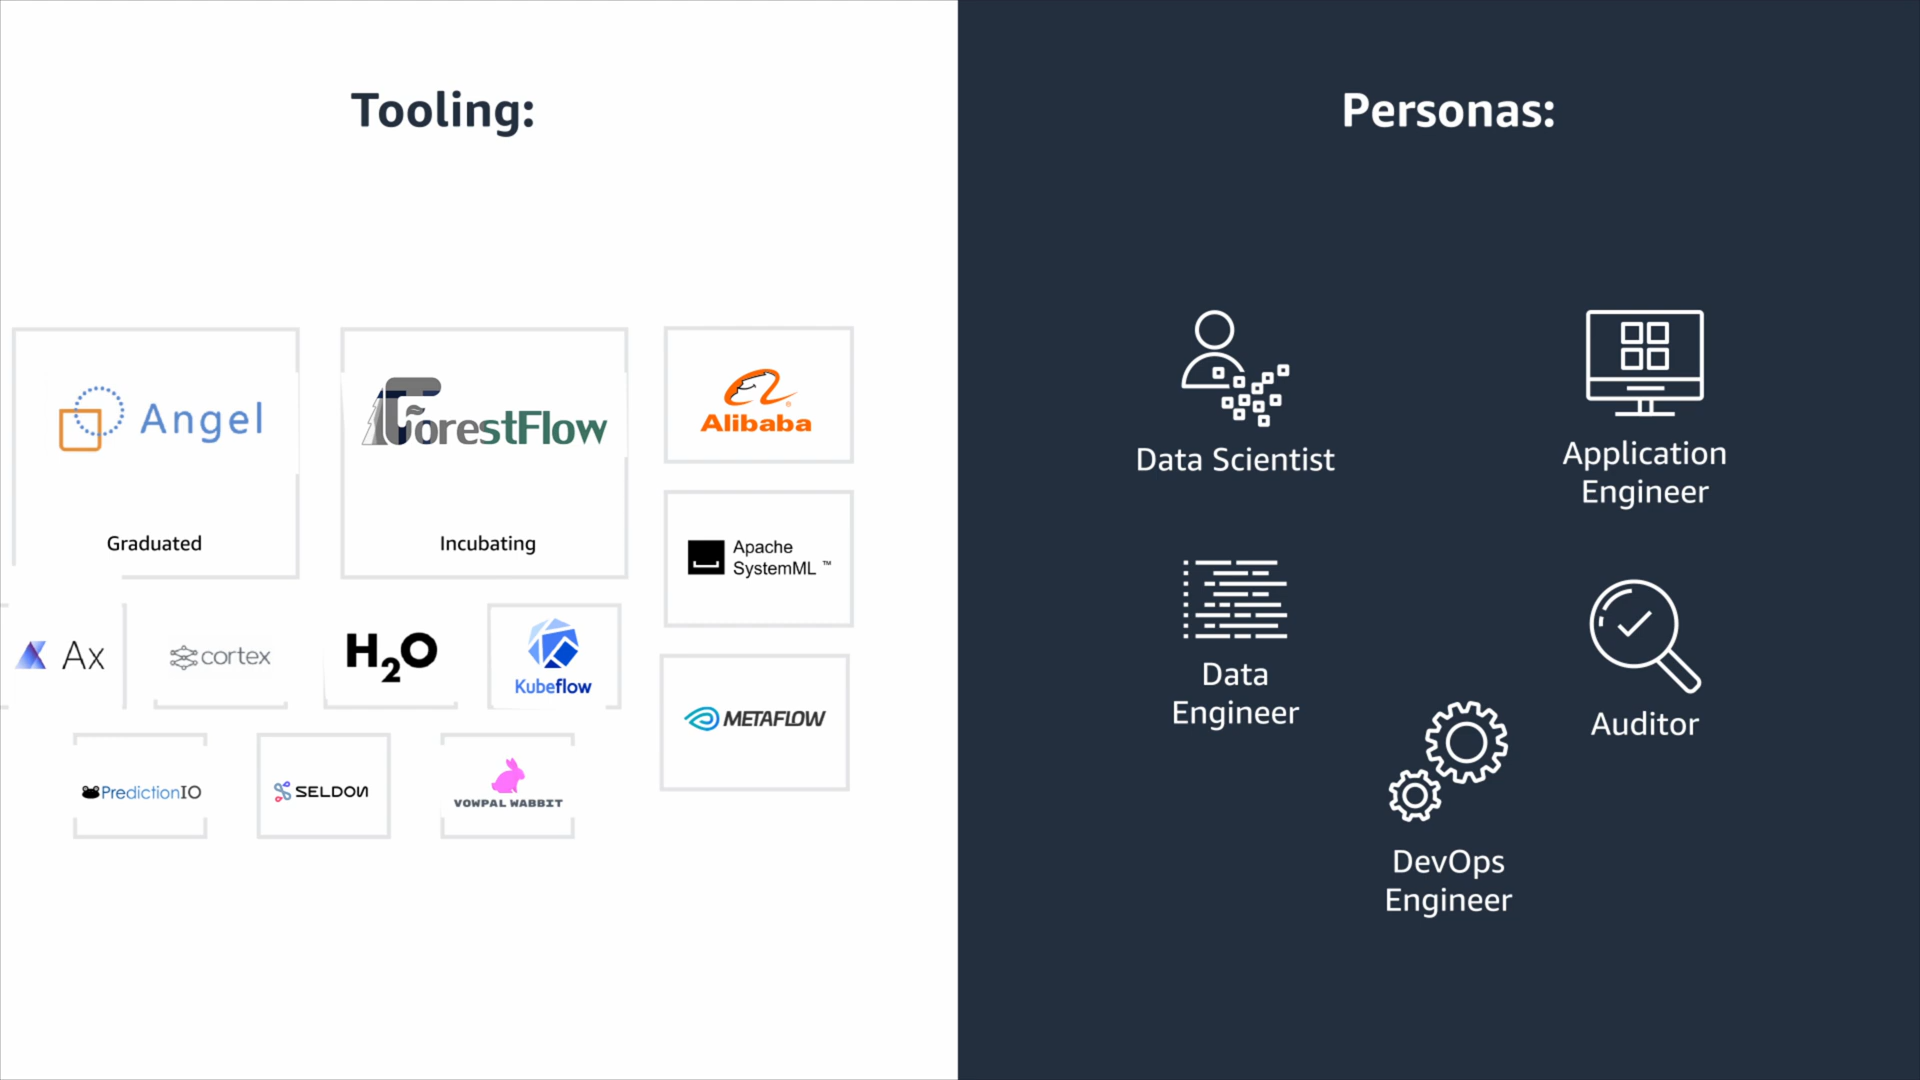 Tooling:
Angel
Graduated
ForestFlow
Incubating
Alibaba
Apache
SystemML ™
Ax
cortex
H2O
Kubeflow
METAFLOW
PredictionIO
SELDON
VOWPAL WABBIT
Personas:
Data Scientist
Application
Engineer
Data
Engineer
Auditor
DevOps
Engineer